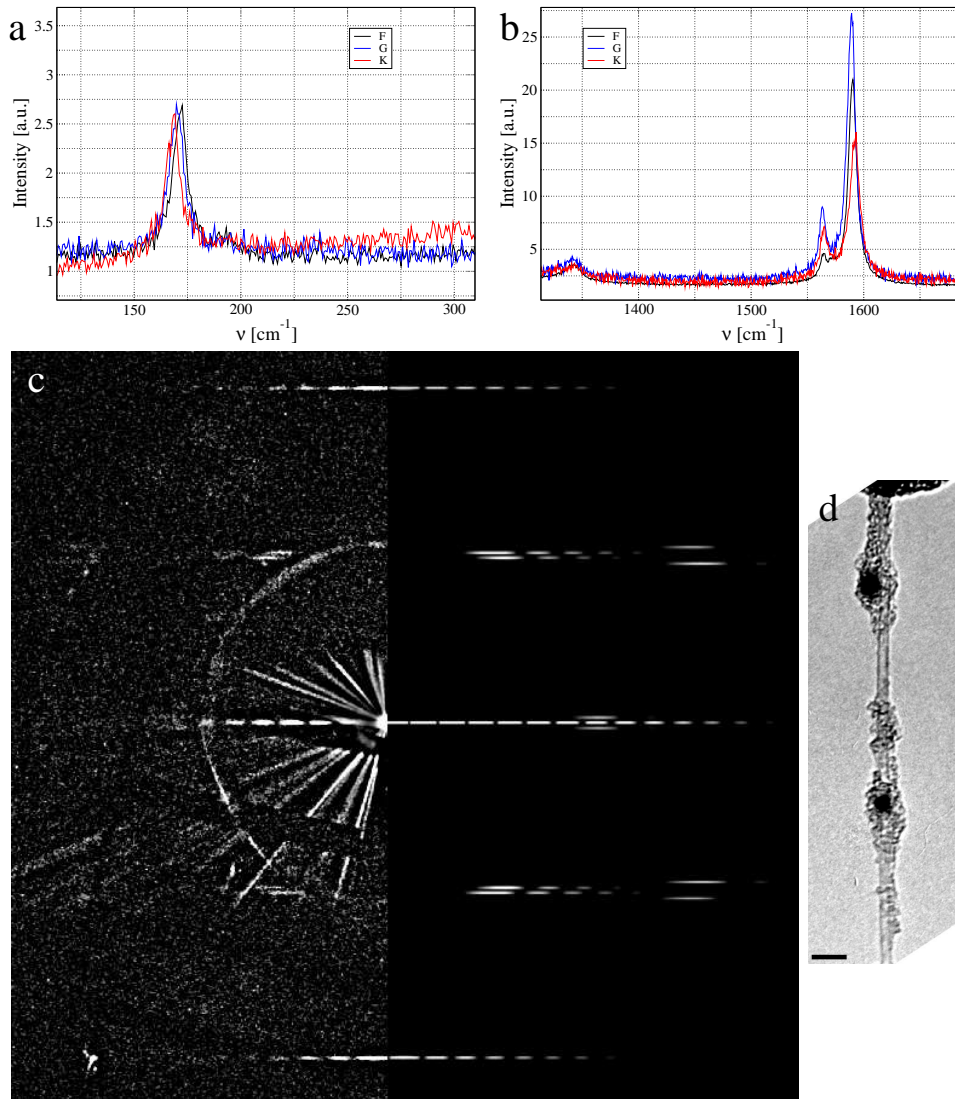 a
3.5
3
2.5
2
1.5
1
Intensity [a.u.]
F
G
K
150
200
250
300
ν [cm⁻¹]
b
25
20
15
10
5
Intensity [a.u.]
F
G
K
1400
1500
1600
ν [cm⁻¹]
c
d